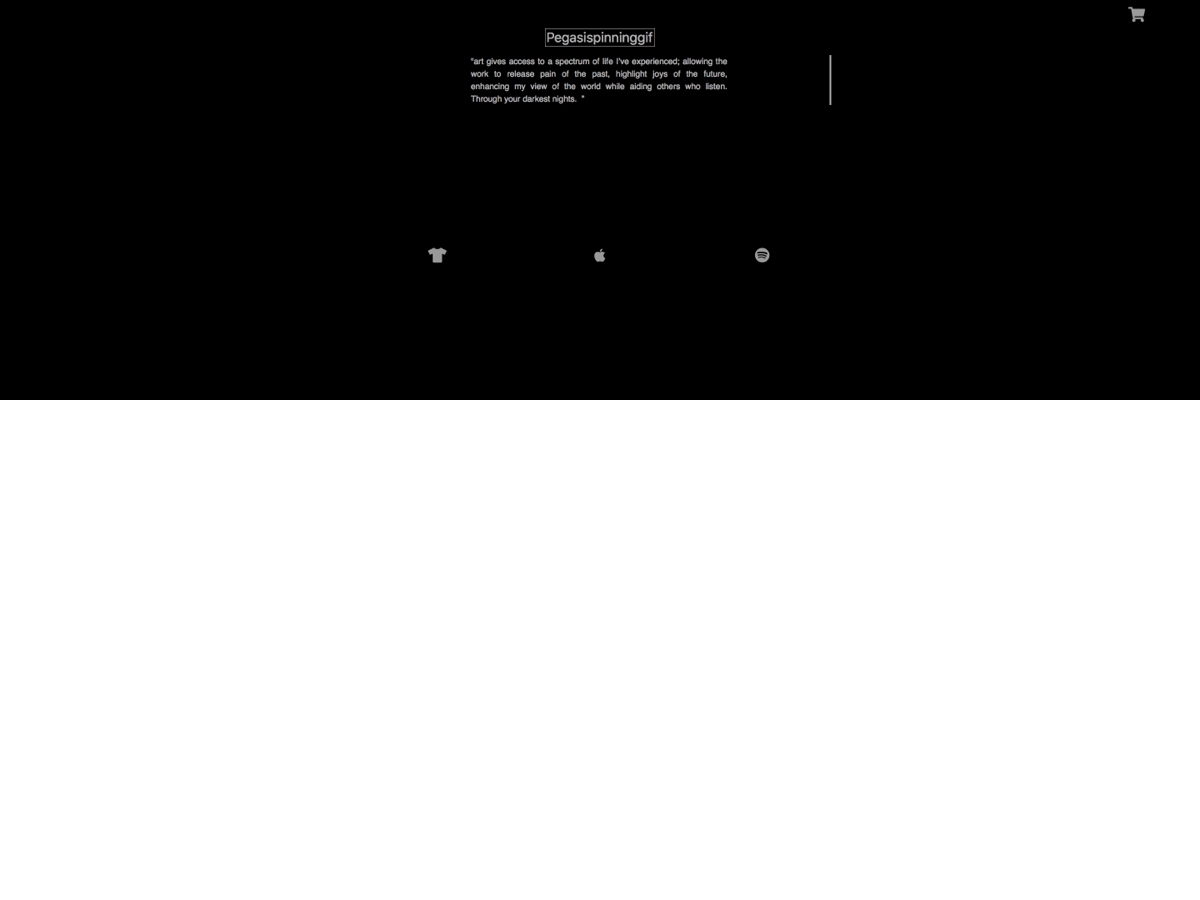 Pegasispinninggif
"art gives access to a spectrum of life I've experienced; allowing the
work to release pain of the past, highlight joys of the future,
enhancing my view of the world while aiding others who listen.
Through your darkest nights. "